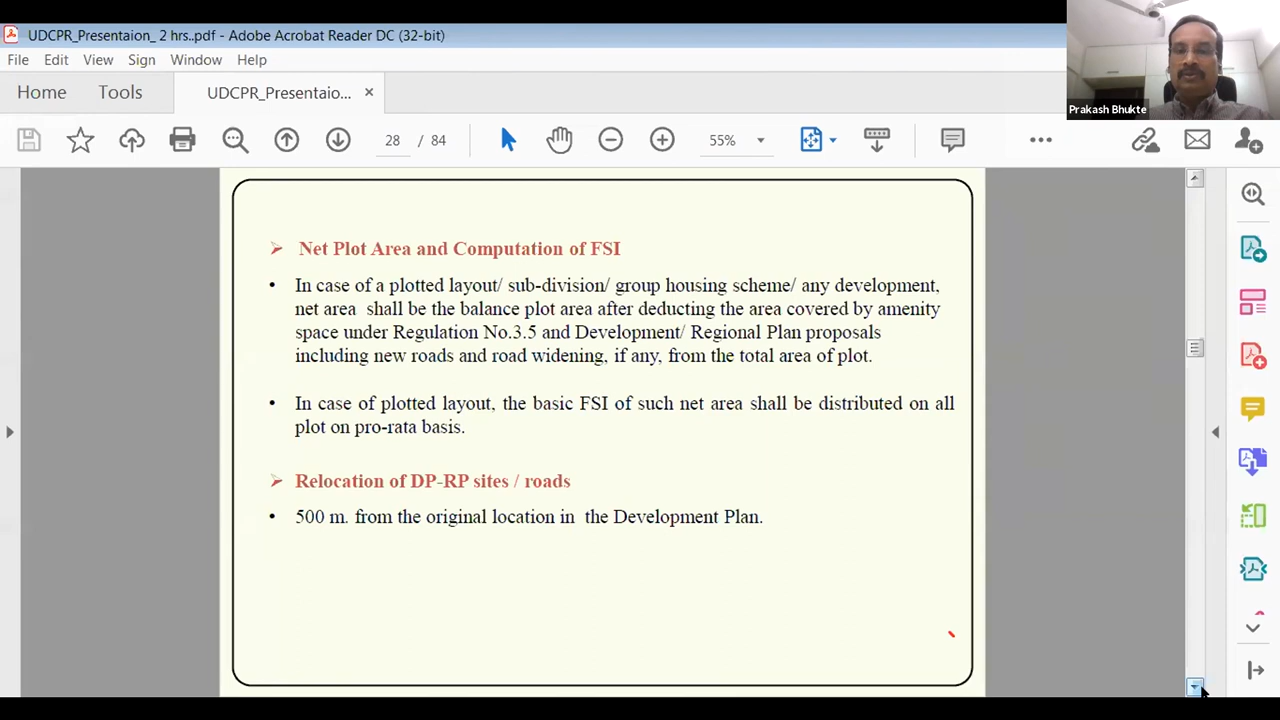 UDCPR_Presentaion_ 2 hrs..pdf - Adobe Acrobat Reader DC (32-bit)
File Edit View Sign Window Help
Home Tools UDCPR_Presentaio... ×
28 / 84 55%
Prakash Bhukte
➢ Net Plot Area and Computation of FSI
• In case of a plotted layout/ sub-division/ group housing scheme/ any development,
net area shall be the balance plot area after deducting the area covered by amenity
space under Regulation No.3.5 and Development/ Regional Plan proposals
including new roads and road widening, if any, from the total area of plot.
• In case of plotted layout, the basic FSI of such net area shall be distributed on all
plot on pro-rata basis.
➢ Relocation of DP-RP sites / roads
• 500 m. from the original location in the Development Plan.